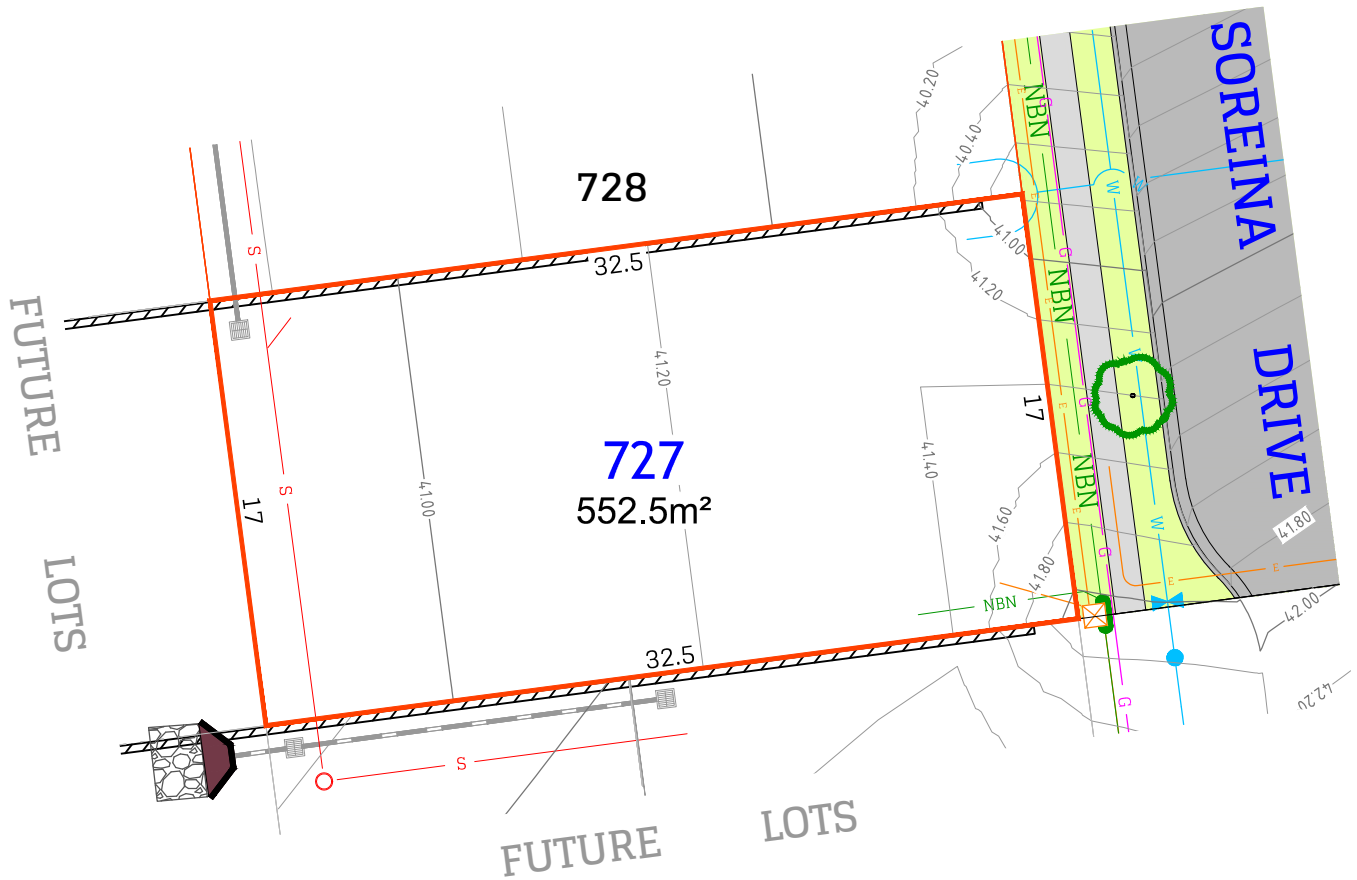 40.20
SOREINA
NBN
E
G
40.40
W
W
728
S
E
G
41.00
32.5
41.20
NBN
E
FUTURE
41.20
W
DRIVE
17
E
G
727
552.5m²
41.40
NBN
S
41.00
17
E
41.60
W
41.80
G
41.80
E
E
LOTS
NBN
42.00
32.5
42.20
G
S
FUTURE
LOTS